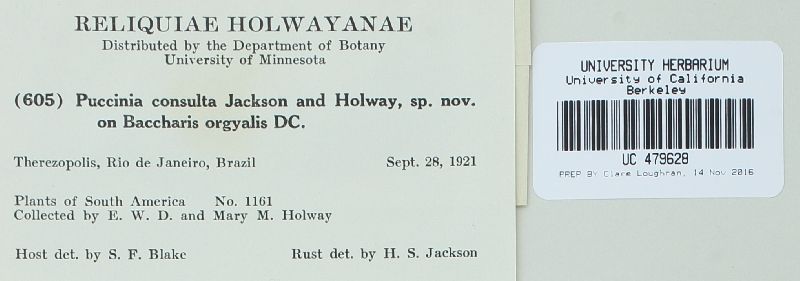 RELIQUIAE HOLWAYANAE
Distributed by the Department of Botany
University of Minnesota
(605) Puccinia consulta Jackson and Holway, sp. nov.
on Baccharis orgyalis DC.
Therezopolis, Rio de Janeiro, Brazil Sept. 28, 1921
Plants of South America No. 1161
Collected by E. W. D. and Mary M. Holway
Host det. by S. F. Blake Rust det. by H. S. Jackson
UNIVERSITY HERBARIUM
University of California
Berkeley
UC 479628
PREP BY Clare Loughran, 14 Nov 2016